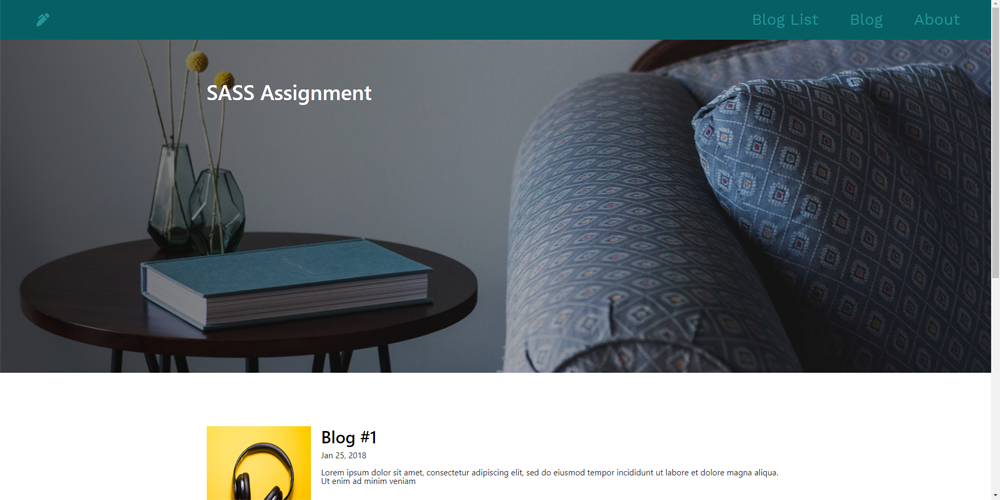 Blog List Blog About
SASS Assignment
Blog #1
Jan 25, 2018
Lorem ipsum dolor sit amet, consectetur adipiscing elit, sed do eiusmod tempor incididunt ut labore et dolore magna aliqua.
Ut enim ad minim veniam